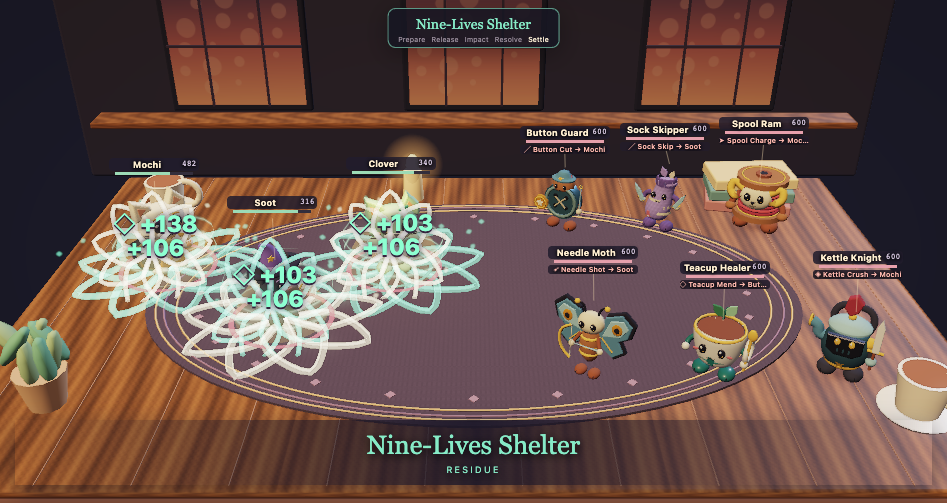 Nine-Lives Shelter
Prepare Release Impact Resolve Settle
Mochi 482
Soot 316
Clover 340
Button Guard 600
Button Cut → Mochi
Sock Skipper 600
Sock Skip → Soot
Spool Ram 600
Spool Charge → Moc...
+138
+106
+103
+106
+103
+106
Needle Moth 600
Needle Shot → Soot
Teacup Healer 600
Teacup Mend → But...
Kettle Knight 600
Kettle Crush → Mochi
Nine-Lives Shelter
RESIDUE